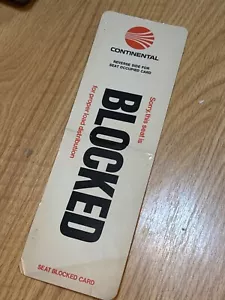 CONTINENTAL
REVERSE SIDE FOR
SEAT OCCUPIED CARD
Sorry, this seat is
BLOCKED
for proper load distribution
SEAT BLOCKED CARD